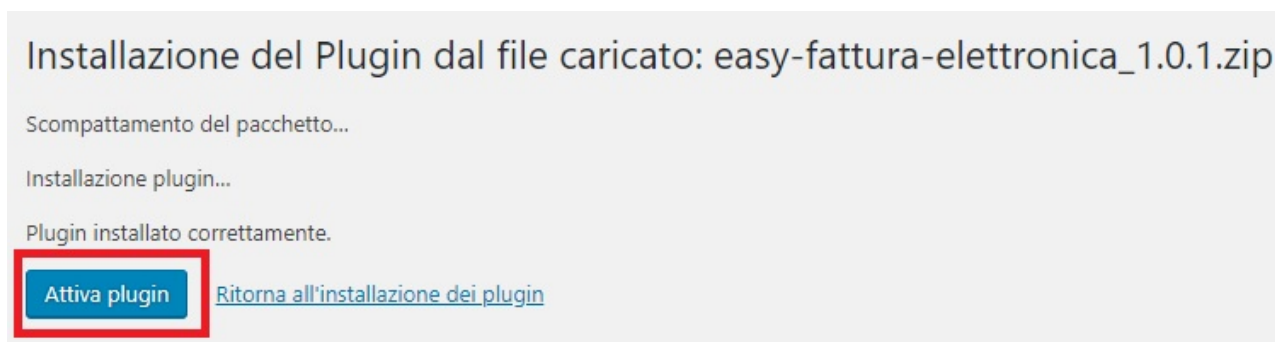 Installazione del Plugin dal file caricato: easy-fattura-elettronica_1.0.1.zip
Scompattamento del pacchetto...
Installazione plugin...
Plugin installato correttamente.
Attiva plugin Ritorna all'installazione dei plugin